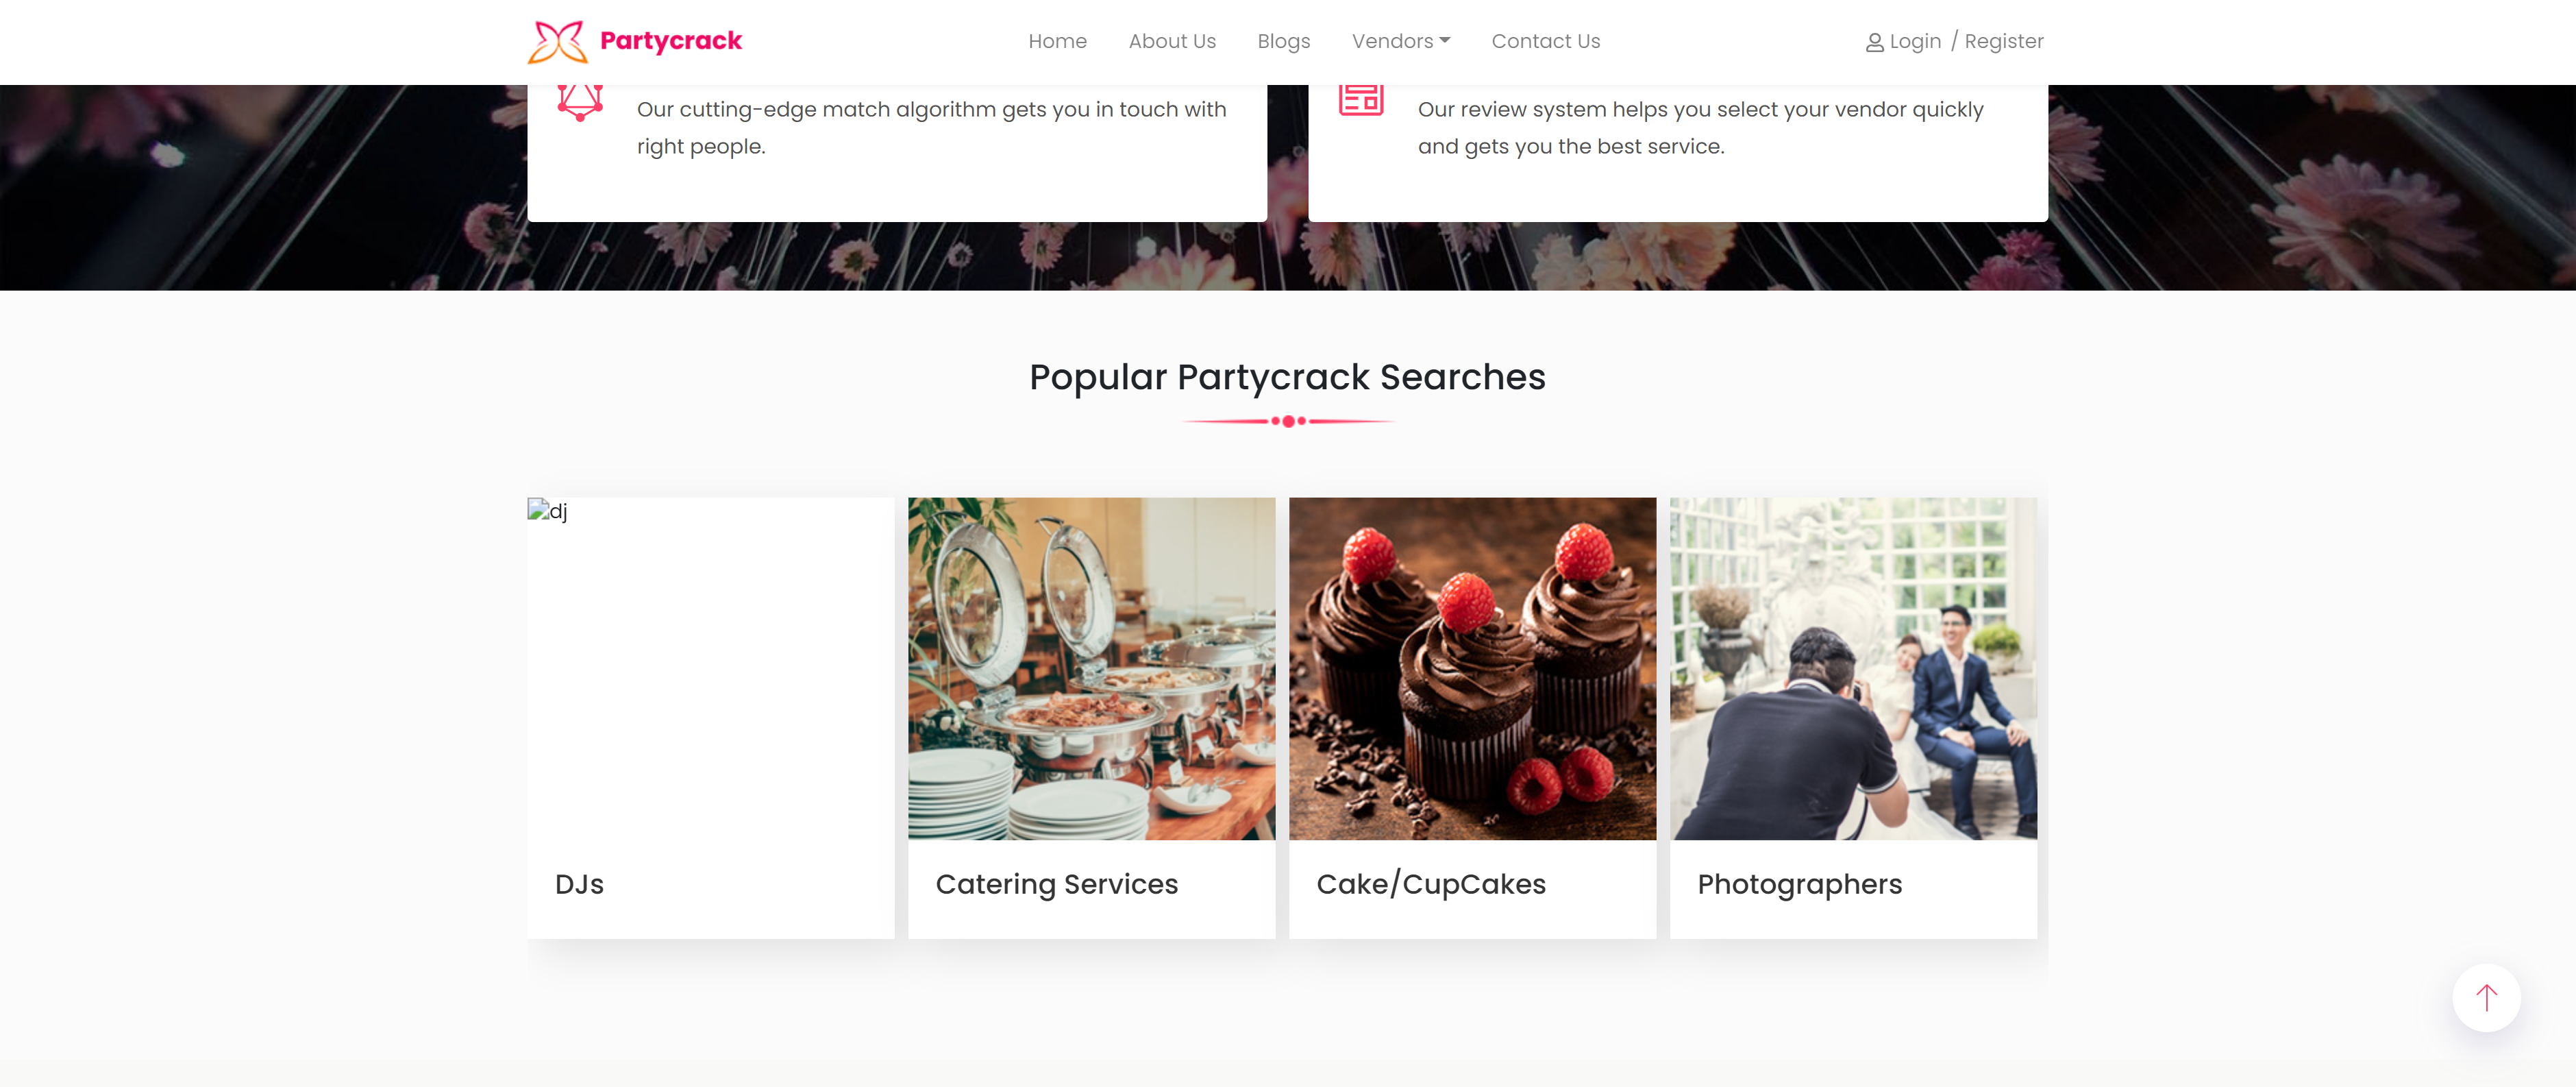 Partycrack
Home
About Us
Blogs
Vendors
Contact Us
Login / Register
Our cutting-edge match algorithm gets you in touch with
right people.
Our review system helps you select your vendor quickly
and gets you the best service.
Popular Partycrack Searches
dj
DJs
Catering Services
Cake/CupCakes
Photographers